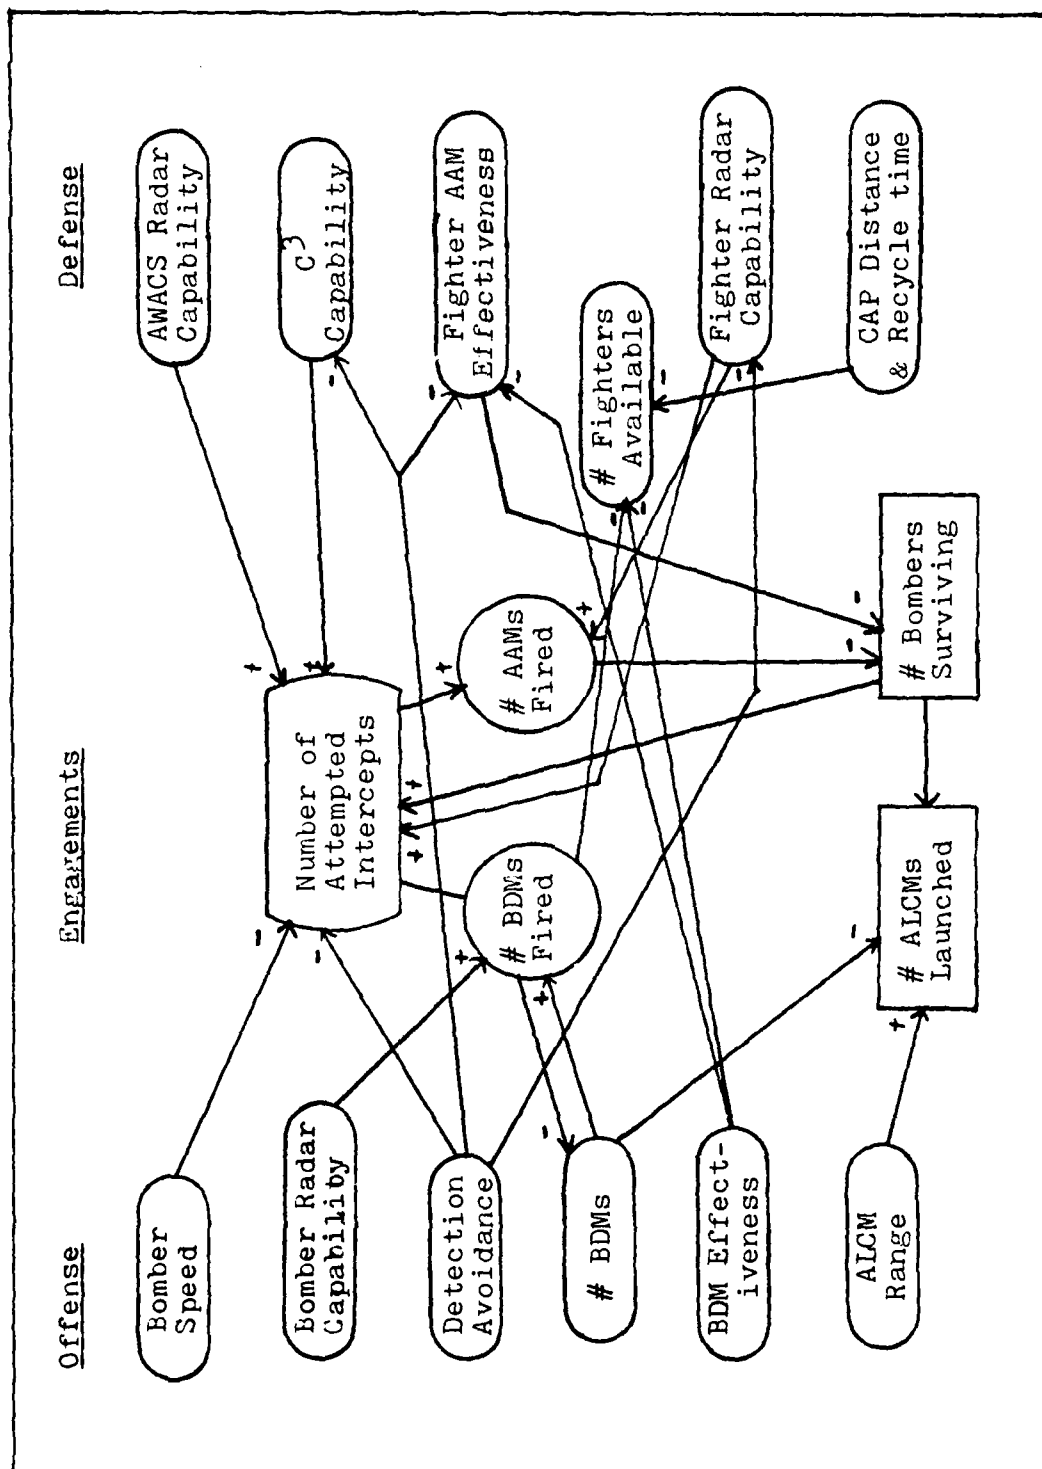 Offense
Engagements
Defense
Bomber
Speed
Bomber Radar
Capability
Detection
Avoidance
# BDMs
BDM Effect-
iveness
ALCM
Range
Number of
Attempted
Intercepts
# BDMs
Fired
# AAMs
Fired
# ALCMs
Launched
# Bombers
Surviving
AWACS Radar
Capability
C³
Capability
Fighter AAM
Effectiveness
# Fighters
Available
Fighter Radar
Capability
CAP Distance
& Recycle time
-
-
+
-
+
-
+
+
+
+
+
+
+
-
-
-
-
-
-
-
-
-